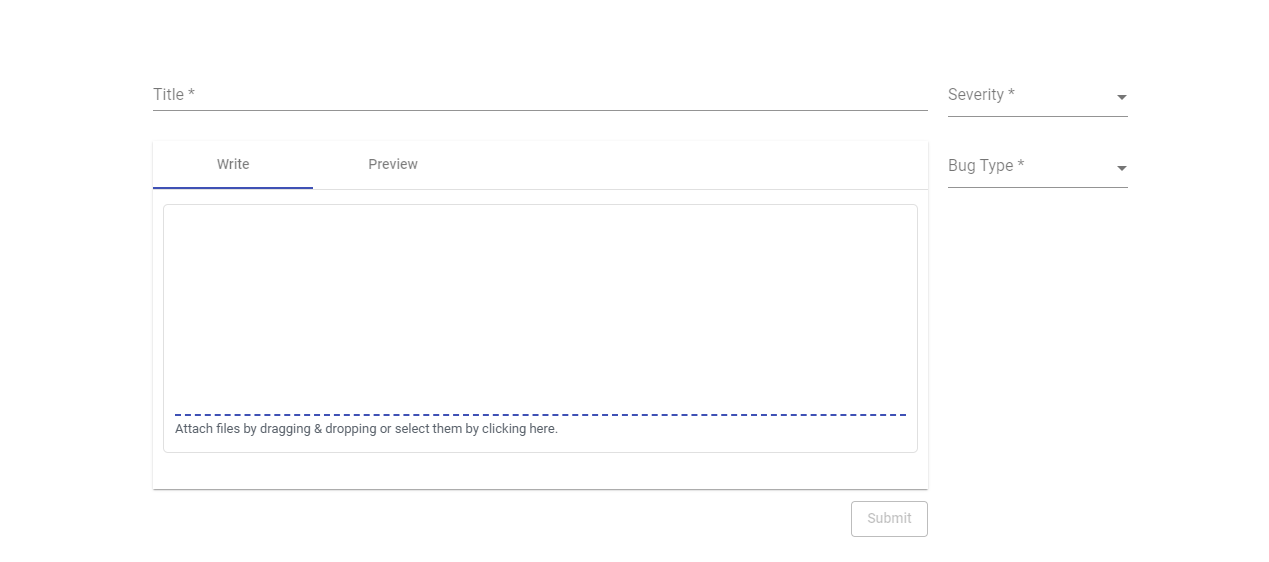 Title *
Severity *
Write
Preview
Bug Type *
Attach files by dragging & dropping or select them by clicking here.
Submit